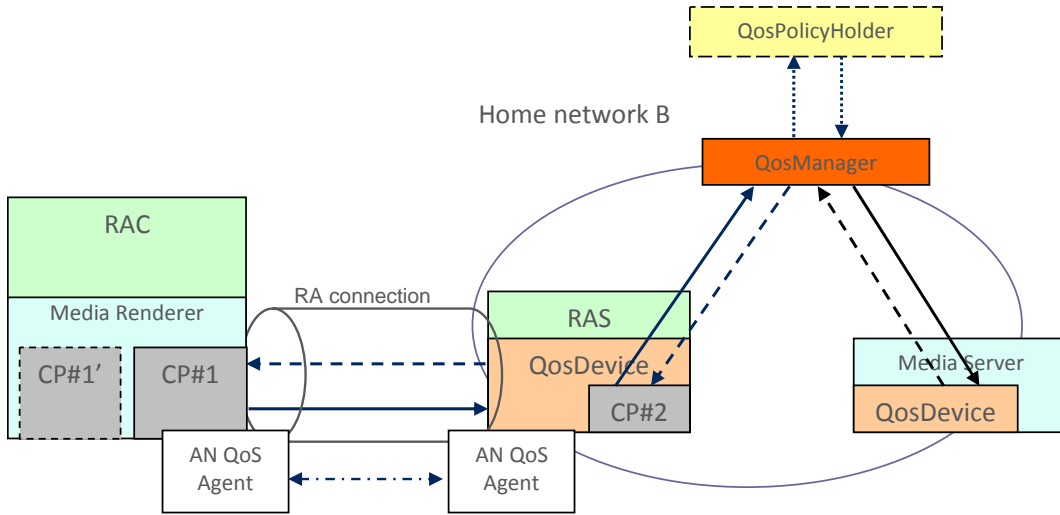 QosPolicyHolder
Home network B
QosManager
RAC
RA connection
Media Renderer
RAS
CP#1’
CP#1
QosDevice
CP#2
Media Server
QosDevice
AN QoS
Agent
AN QoS
Agent